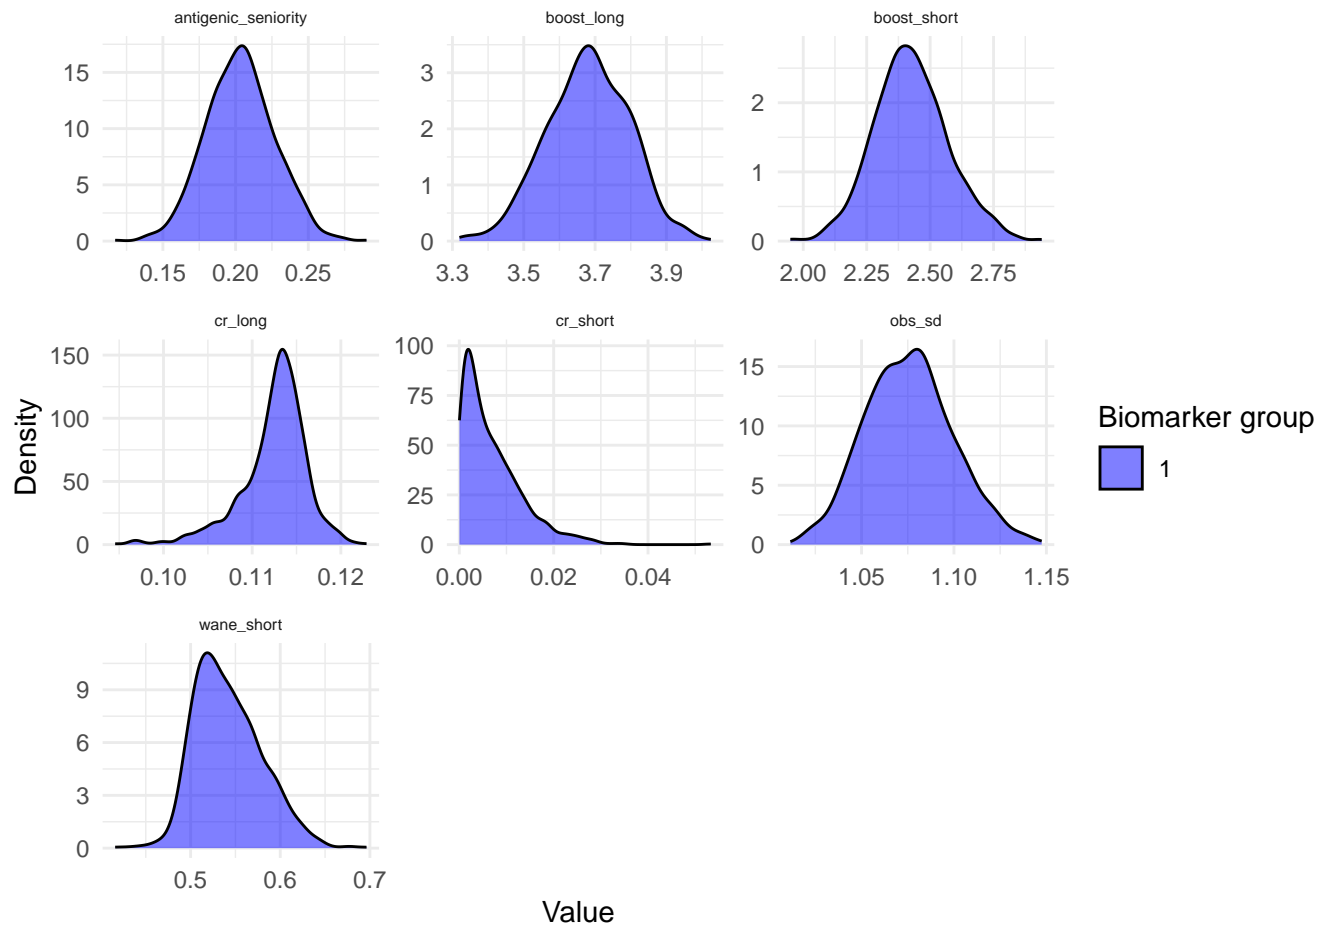 antigenic_seniority boost_long boost_short
15 10 5 0
0.15 0.20 0.25
3 2 1 0
3.3 3.5 3.7 3.9
2 1 0
2.00 2.25 2.50 2.75
cr_long cr_short obs_sd
150 100 50 0
0.10 0.11 0.12
100 75 50 25 0
0.00 0.02 0.04
15 10 5 0
1.05 1.10 1.15
wane_short
9 6 3 0
0.5 0.6 0.7
Density
Value
Biomarker group
1